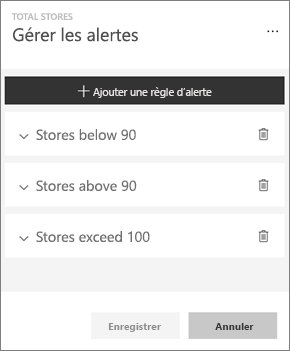 TOTAL STORES
Gérer les alertes
Ajouter une règle d'alerte
Stores below 90
Stores above 90
Stores exceed 100
Enregistrer
Annuler